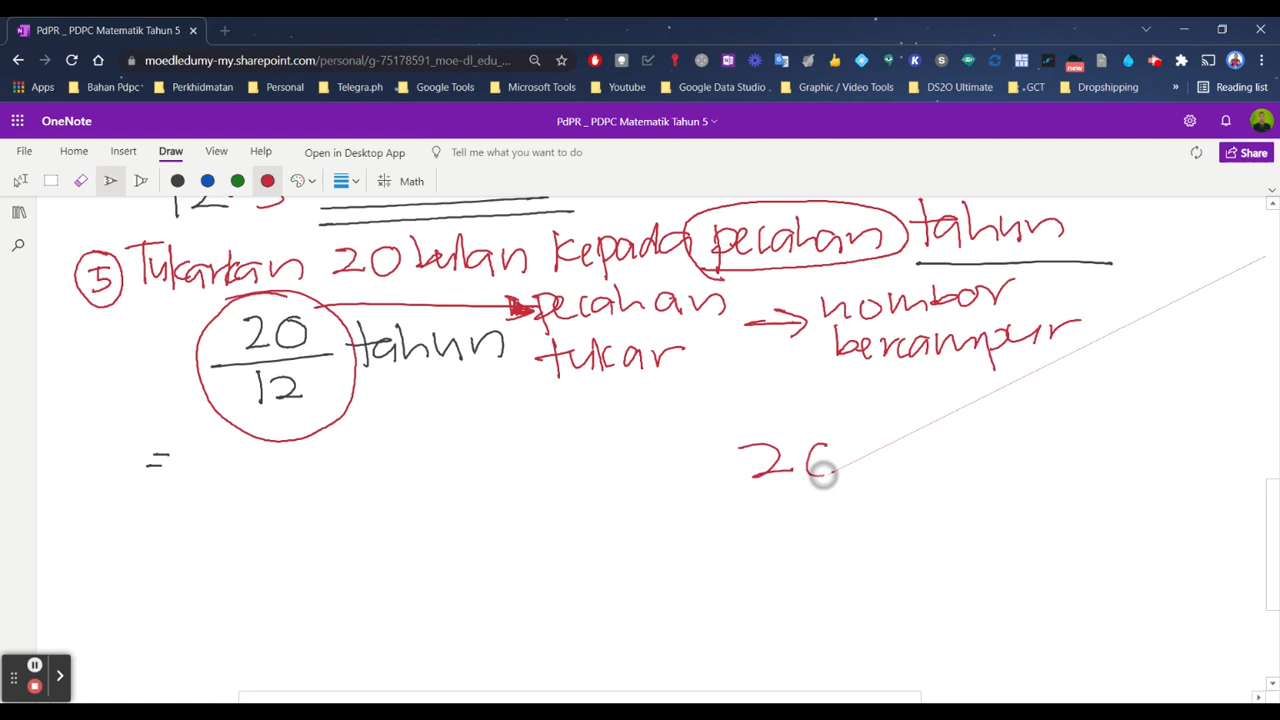 PdPR _ PDPC Matematik Tahun 5
moedledumy-my.sharepoint.com/personal/g-75178591_moe-dl_edu_...
new
Apps Bahan Pdpc Perkhidmatan Personal Telegra.ph Google Tools Microsoft Tools Youtube Google Data Studio Graphic / Video Tools DS2O Ultimate GCT Dropshipping » Reading list
OneNote PdPR _ PDPC Matematik Tahun 5
File Home Insert Draw View Help Open in Desktop App Tell me what you want to do Share
Math
12
5 Tukarkan 20 bulan kepada pecahan tahun
20
12
tahun
pecahan
tukar
nombor
bercampur
=
20